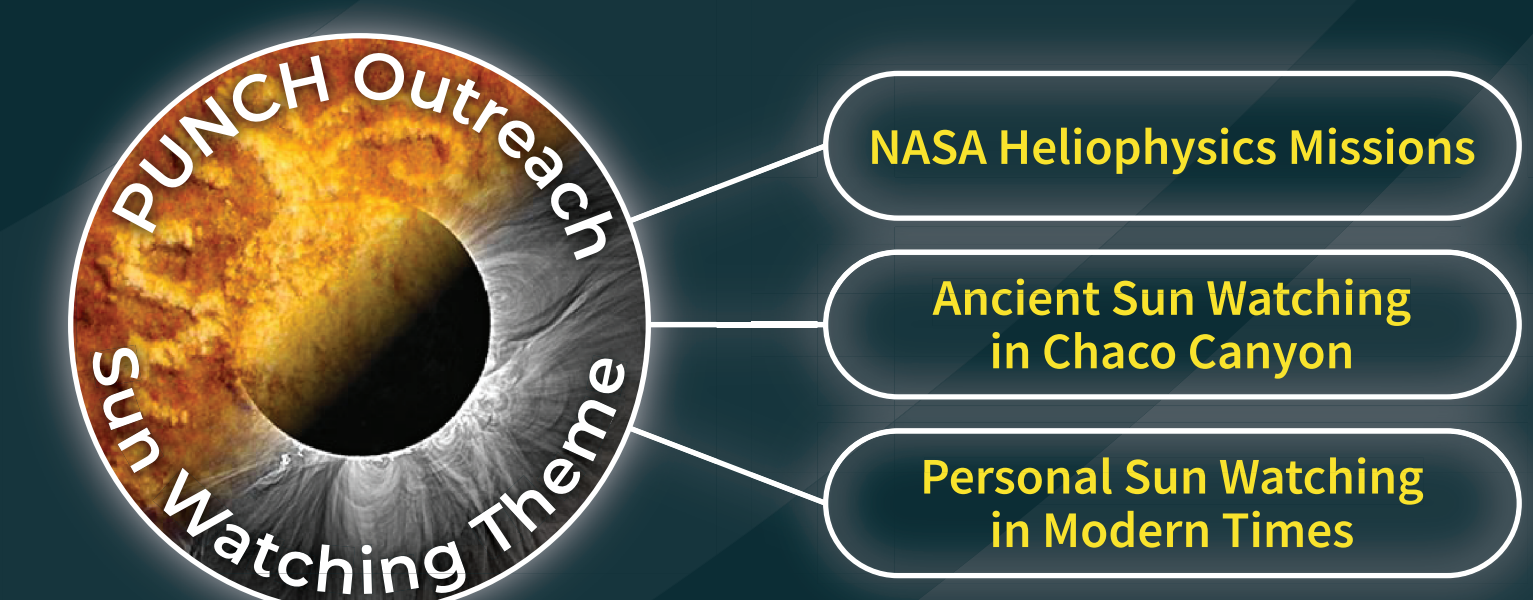 PUNCH Outreach
Sun Watching Theme
NASA Heliophysics Missions
Ancient Sun Watching
in Chaco Canyon
Personal Sun Watching
in Modern Times